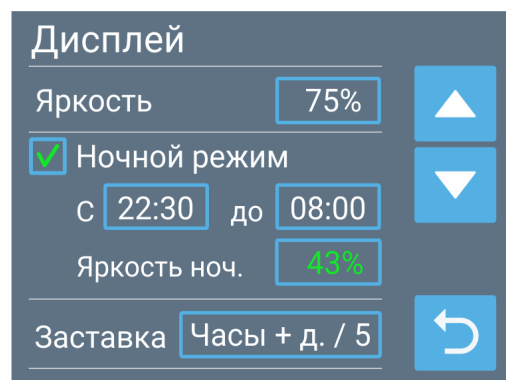 Дисплей
Яркость 75%
Ночной режим
С 22:30 до 08:00
Яркость ноч. 43%
Заставка Часы + д. / 5